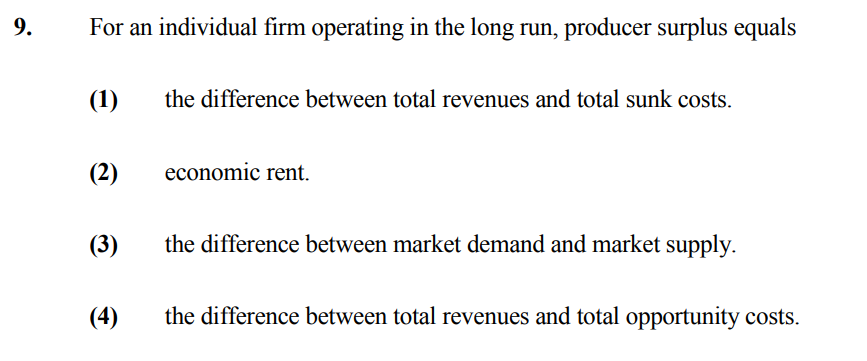 9. For an individual firm operating in the long run, producer surplus equals
(1) the difference between total revenues and total sunk costs.
(2) economic rent.
(3) the difference between market demand and market supply.
(4) the difference between total revenues and total opportunity costs.